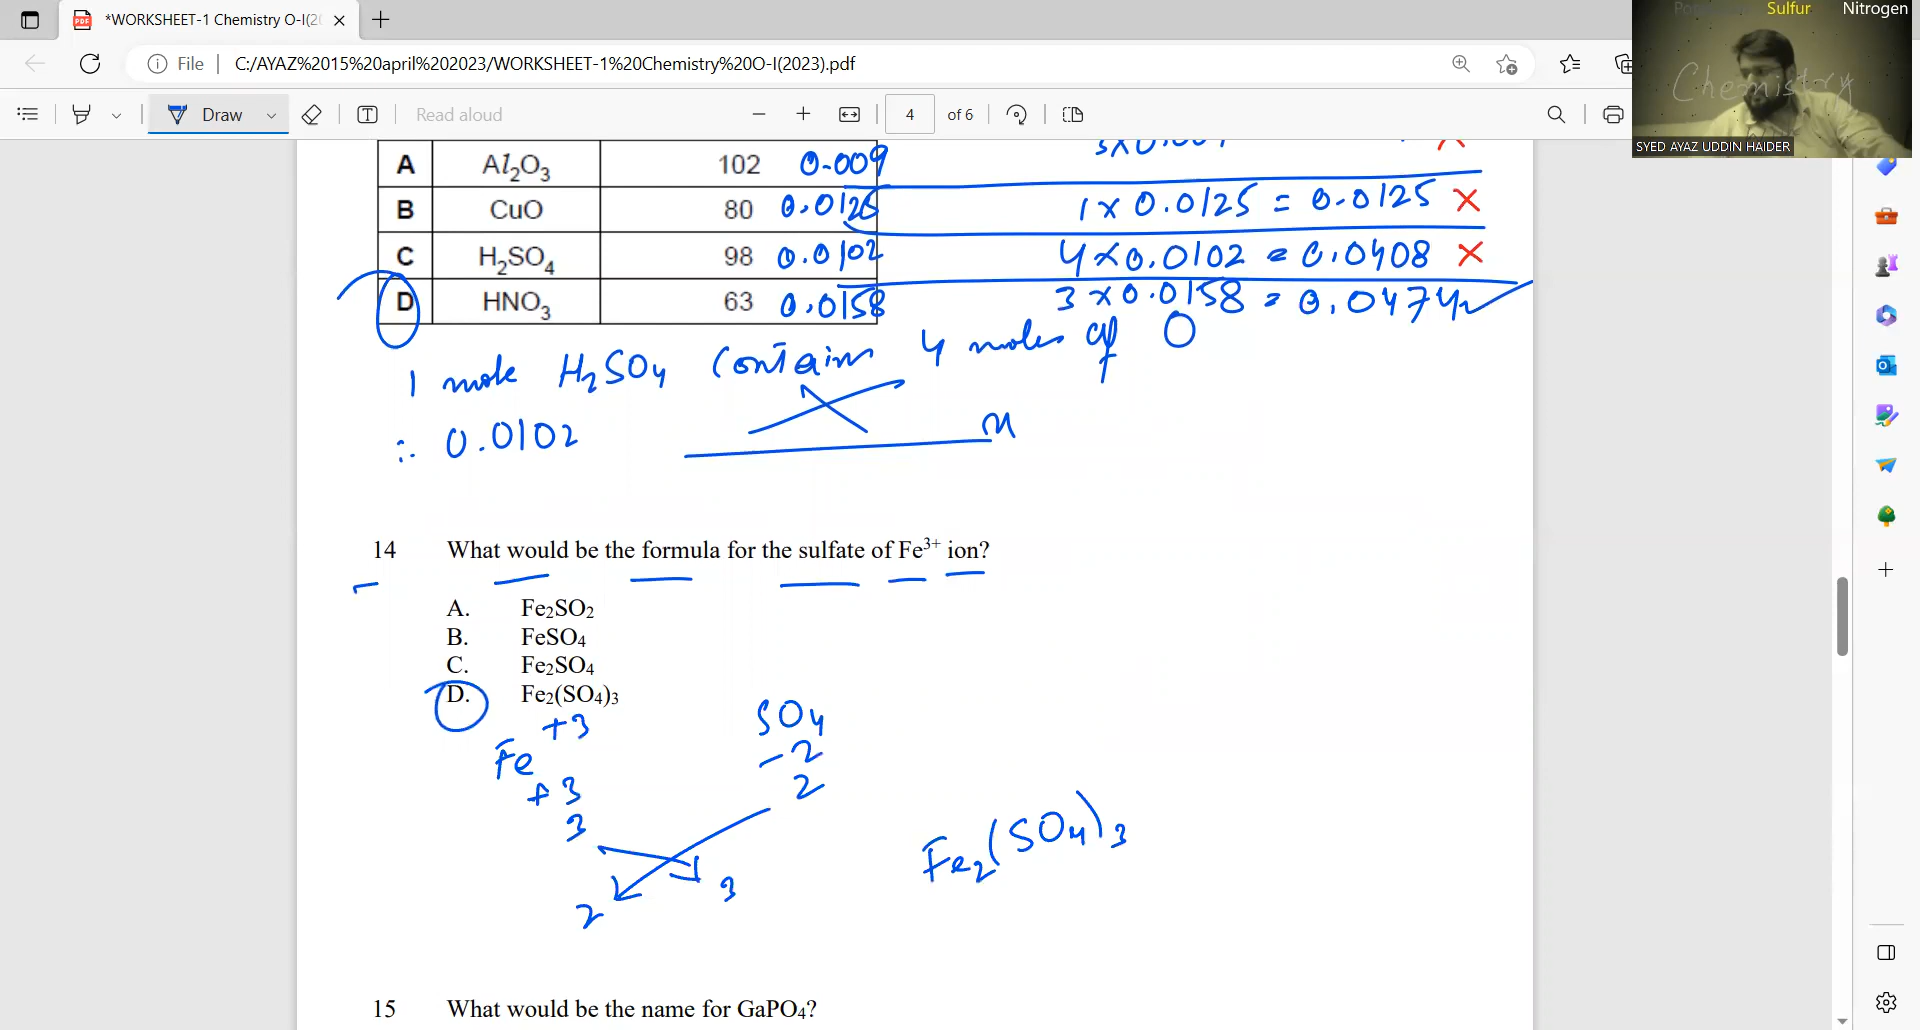 *WORKSHEET-1 Chemistry O-I(20
File
C:/AYAZ%2015%20april%202023/WORKSHEET-1%20Chemistry%20O-I(2023).pdf
Draw
Read aloud
4 of 6
Sulfur Nitrogen
Chemistry
SYED AYAZ UDDIN HAIDER
A Al₂O₃ 102 0.009
B CuO 80 0.0125 1 x 0.0125 = 0.0125 X
C H₂SO₄ 98 0.0102 4 x 0.0102 = 0.0408 X
D HNO₃ 63 0.0158 3 x 0.0158 = 0.0474 ✓
1 mole H₂SO₄ contains 4 moles of O
∴ 0.0102 x
14 What would be the formula for the sulfate of Fe³⁺ ion?
A. Fe₂SO₂
B. FeSO₄
C. Fe₂SO₄
D. Fe₂(SO₄)₃
+3 SO₄
Fe -2
+3 2
3
Fe₂(SO₄)₃
2 3
15 What would be the name for GaPO₄?